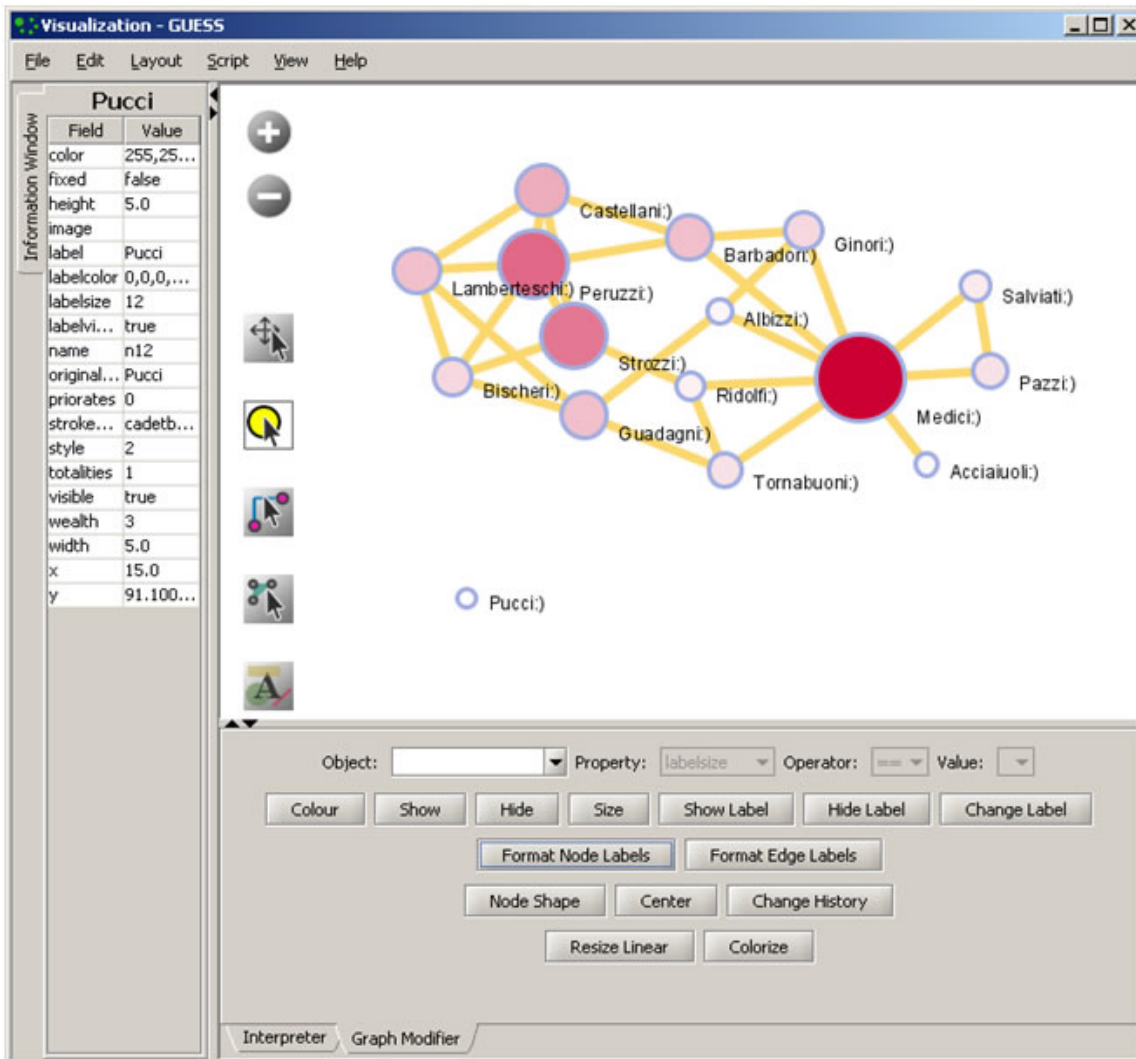 Visualization - GUESS
File Edit Layout Script View Help
Information Window
Pucci
Field Value
color 255,25...
fixed false
height 5.0
image
label Pucci
labelcolor 0,0,0,...
labelsize 12
labelvi... true
name n12
original... Pucci
priorates 0
stroke... cadetb...
style 2
totalities 1
visible true
wealth 3
width 5.0
x 15.0
y 91.100...
Castellani:)
Ginori:)
Barbadori:)
Lamberteschi:) Peruzzi:)
Salviati:)
Albizzi:)
Strozzi:)
Pazzi:)
Bischeri:)
Ridolfi:)
Medici:)
Guadagni:)
Acciaiuoli:)
Tornabuoni:)
Pucci:)
A
Object: Property: labelsize Operator: == Value:
Colour Show Hide Size Show Label Hide Label Change Label
Format Node Labels Format Edge Labels
Node Shape Center Change History
Resize Linear Colorize
Interpreter Graph Modifier